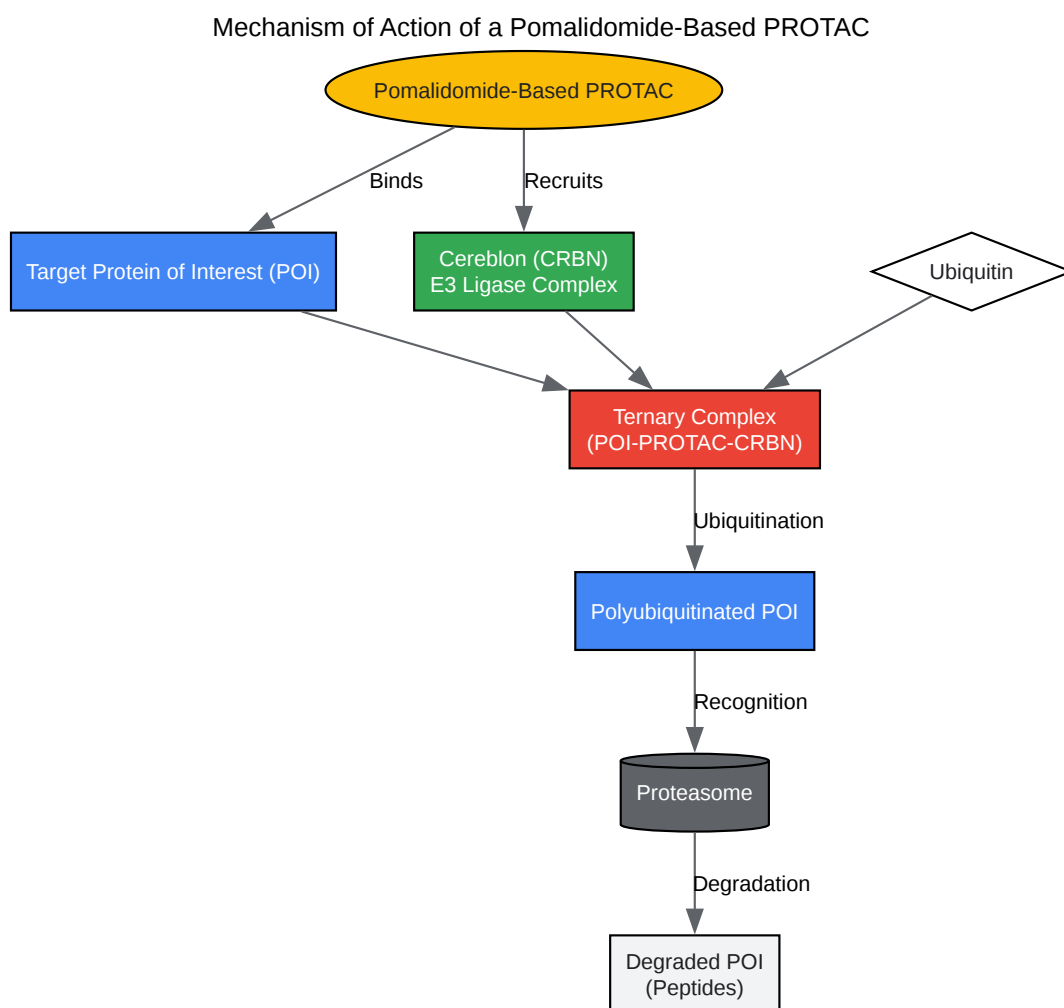 Mechanism of Action of a Pomalidomide-Based PROTAC
Pomalidomide-Based PROTAC
Binds
Recruits
Target Protein of Interest (POI)
Cereblon (CRBN)
E3 Ligase Complex
Ubiquitin
Ternary Complex
(POI-PROTAC-CRBN)
Ubiquitination
Polyubiquitinated POI
Recognition
Proteasome
Degradation
Degraded POI
(Peptides)